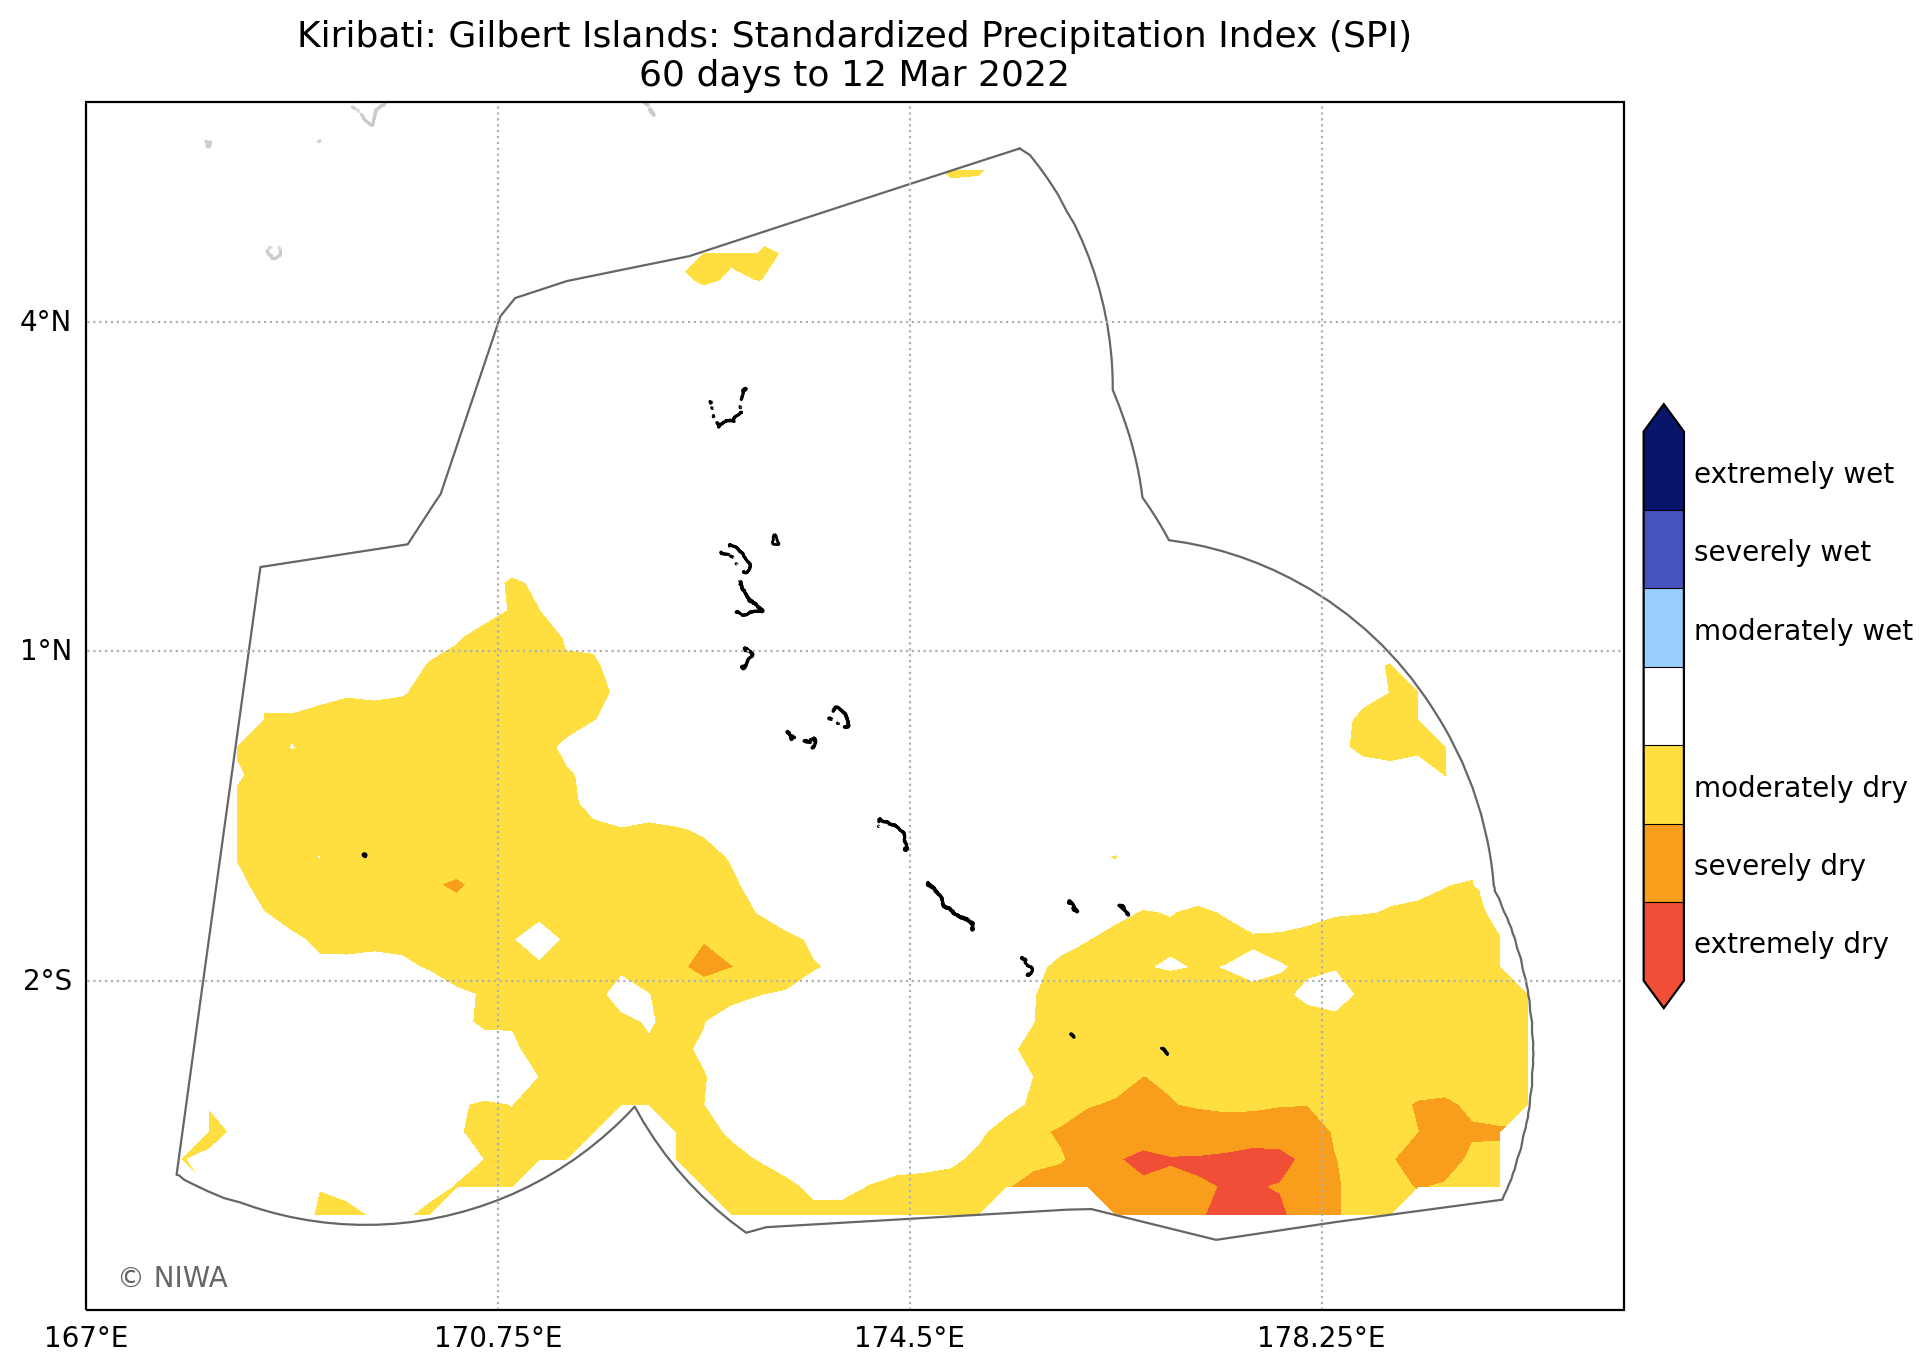 Kiribati: Gilbert Islands: Standardized Precipitation Index (SPI)
60 days to 12 Mar 2022
4°N
1°N
2°S
167°E
170.75°E
174.5°E
178.25°E
extremely wet
severely wet
moderately wet
moderately dry
severely dry
extremely dry
© NIWA